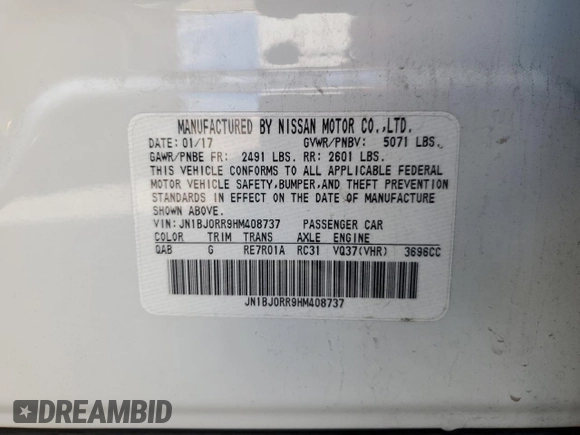 MANUFACTURED BY NISSAN MOTOR CO.,LTD.
DATE: 01/17 GVWR/PNBV: 5071 LBS.
GAWR/PNBE FR: 2491 LBS. RR: 2601 LBS.
THIS VEHICLE CONFORMS TO ALL APPLICABLE FEDERAL
MOTOR VEHICLE SAFETY,BUMPER,AND THEFT PREVENTION
STANDARDS IN EFFECT ON THE DATE OF MANUFACTURE
SHOWN ABOVE.
VIN: JN1BJ0RR9HM408737 PASSENGER CAR
COLOR TRIM TRANS AXLE ENGINE
QAB G RE7R01A RC31 VQ37(VHR) 3696CC
JN1BJ0RR9HM408737
DREAMBID